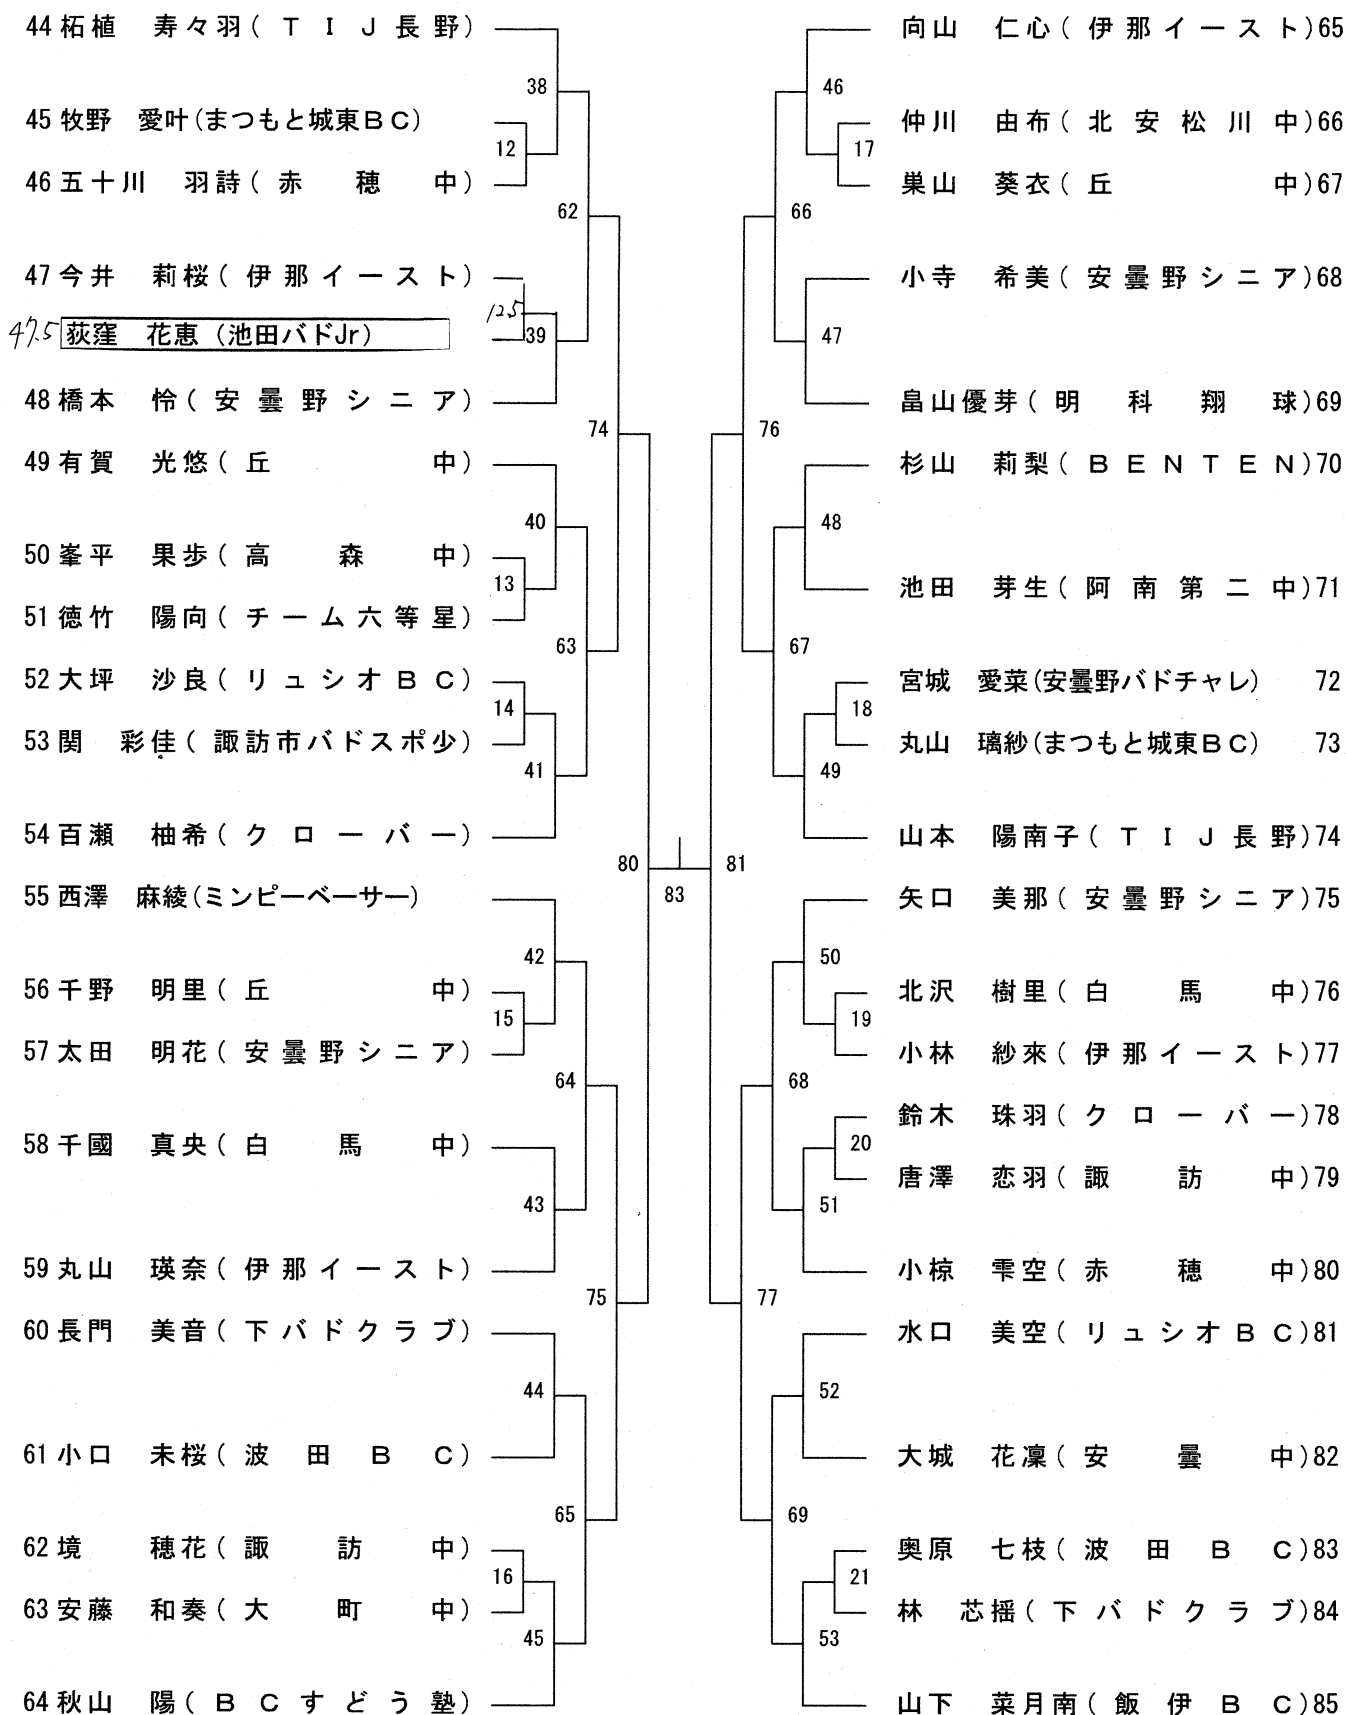 44 柘植 寿々羽(TIJ長野)
38
45 牧野 愛叶(まつもと城東BC)
12
46 五十川 羽詩(赤穂中)
62
47 今井 莉桜(伊那イースト)
125
47.5 荻窪 花恵(池田バドJr)
39
48 橋本 怜(安曇野シニア)
74
49 有賀 光悠(丘中)
40
50 峯平 果歩(高森中)
13
51 徳竹 陽向(チーム六等星)
63
52 大坪 沙良(リュシオBC)
14
53 関 彩佳(諏訪市バドスポ少)
41
54 百瀬 柚希(クローバー)
80
55 西澤 麻綾(ミンピーベーサー)
42
56 千野 明里(丘中)
15
57 太田 明花(安曇野シニア)
64
58 千國 真央(白馬中)
43
59 丸山 瑛奈(伊那イースト)
75
60 長門 美音(下バドクラブ)
44
61 小口 未桜(波田BC)
65
62 境 穂花(諏訪中)
16
63 安藤 和奏(大町中)
45
64 秋山 陽(BCすどう塾)
83
向山 仁心(伊那イースト)65
46
仲川 由布(北安松川中)66
17
巣山 葵衣(丘中)67
66
小寺 希美(安曇野シニア)68
47
畠山優芽(明科翔球)69
76
杉山 莉梨(BENTEN)70
48
池田 芽生(阿南第二中)71
67
宮城 愛菜(安曇野バドチャレ) 72
18
丸山 璃紗(まつもと城東BC) 73
49
山本 陽南子(TIJ長野)74
81
矢口 美那(安曇野シニア)75
50
北沢 樹里(白馬中)76
19
小林 紗來(伊那イースト)77
68
鈴木 珠羽(クローバー)78
20
唐澤 恋羽(諏訪中)79
51
小椋 雫空(赤穂中)80
77
水口 美空(リュシオBC)81
52
大城 花凜(安曇中)82
69
奥原 七枝(波田BC)83
21
林 芯揺(下バドクラブ)84
53
山下 菜月南(飯伊BC)85